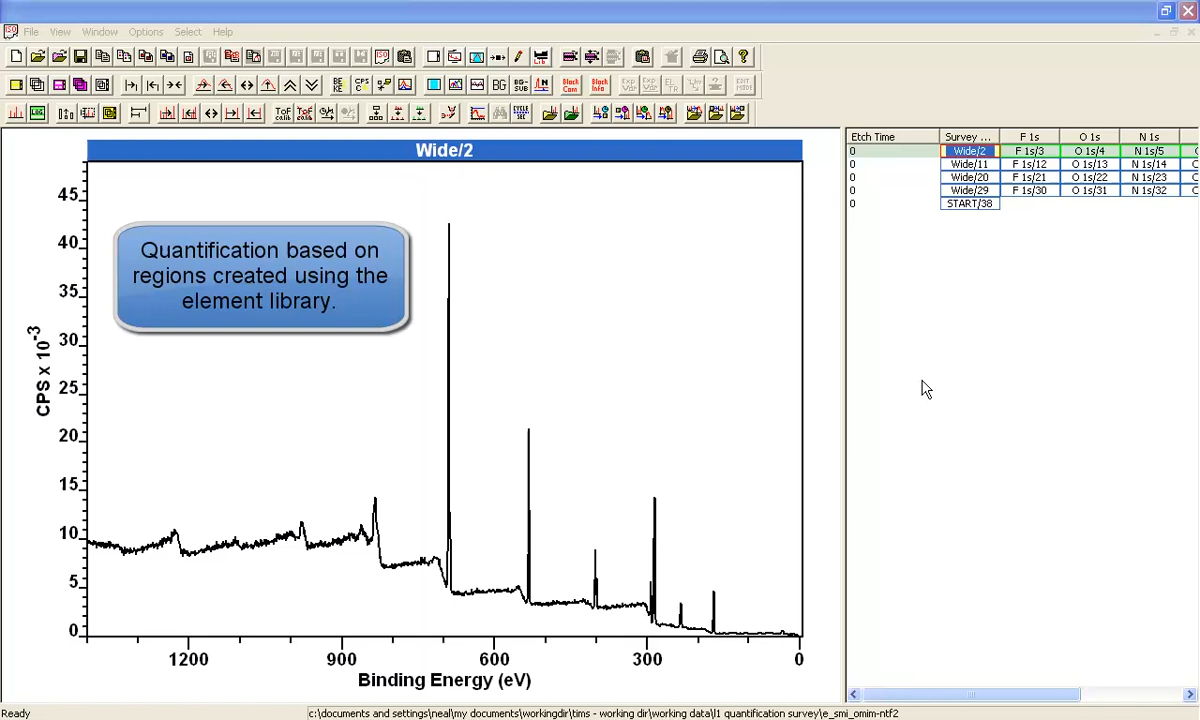 File View Window Options Select Help
Wide/2
CPS x 10-3
45
40
35
30
25
20
15
10
5
0
1200 900 600 300 0
Binding Energy (eV)
Quantification based on
regions created using the
element library.
Etch Time Survey ... F 1s O 1s N 1s
0 Wide/2 F 1s/3 O 1s/4 N 1s/5
0 Wide/11 F 1s/12 O 1s/13 N 1s/14
0 Wide/20 F 1s/21 O 1s/22 N 1s/23
0 Wide/29 F 1s/30 O 1s/31 N 1s/32
0 START/38
Ready
c:\documents and settings\neal\my documents\workingdir\tims - working dir\working data\l1 quantification survey\e_smi_omim-ntf2